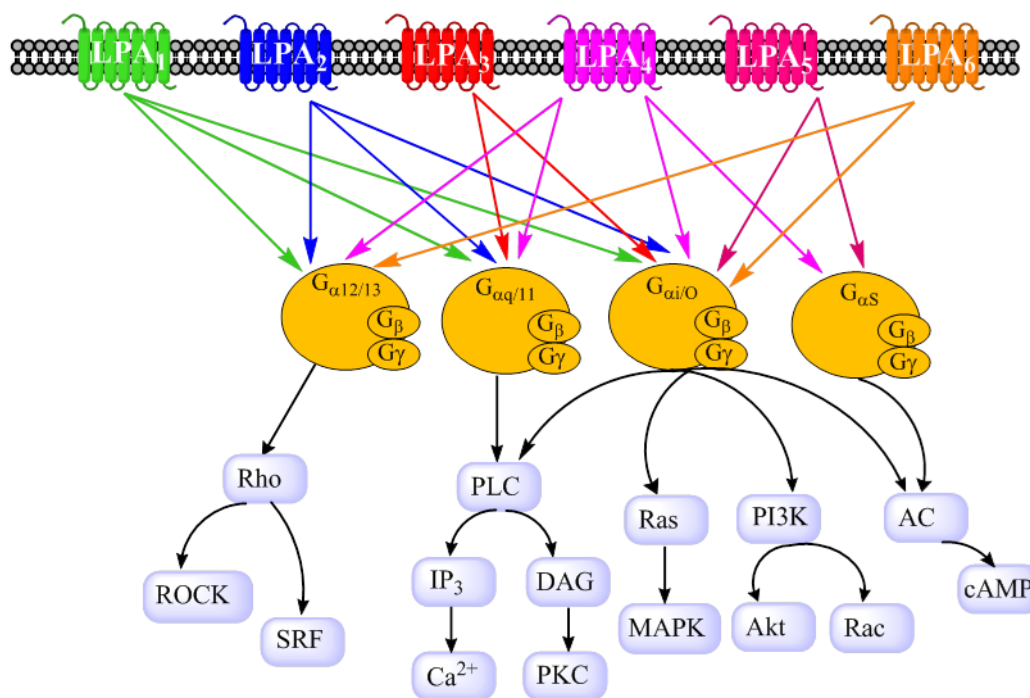 LPA₁ LPA₂ LPA₃ LPA₄ LPA₅ LPA₆
Gα12/13 Gβ Gγ
Gαq/11 Gβ Gγ
Gαi/O Gβ Gγ
GαS Gβ Gγ
Rho PLC Ras PI3K AC
ROCK SRF IP₃ DAG MAPK Akt Rac cAMP
Ca²⁺ PKC